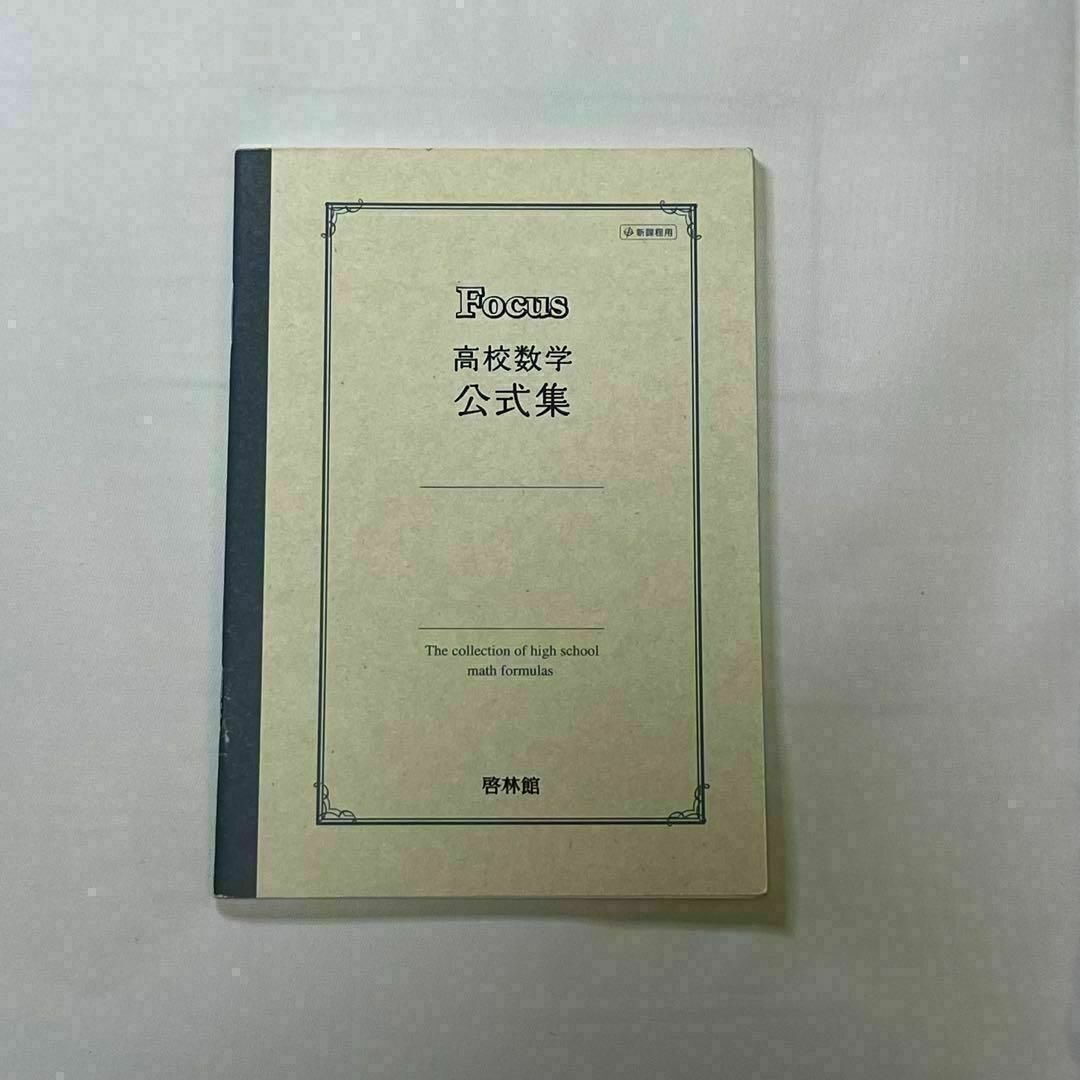 新課程用
Focus
高校数学
公式集
The collection of high school
math formulas
啓林館